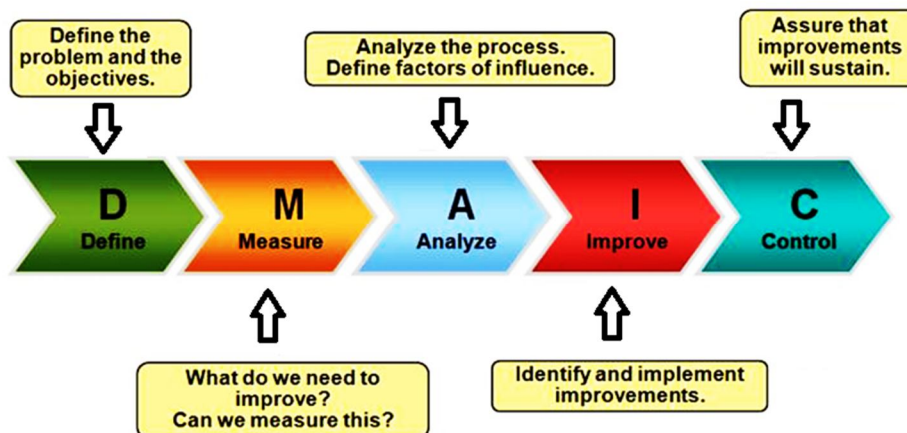 Define the
problem and the
objectives.
Analyze the process.
Define factors of influence.
Assure that
improvements
will sustain.
D
Define
M
Measure
A
Analyze
I
Improve
C
Control
What do we need to
improve?
Can we measure this?
Identify and implement
improvements.